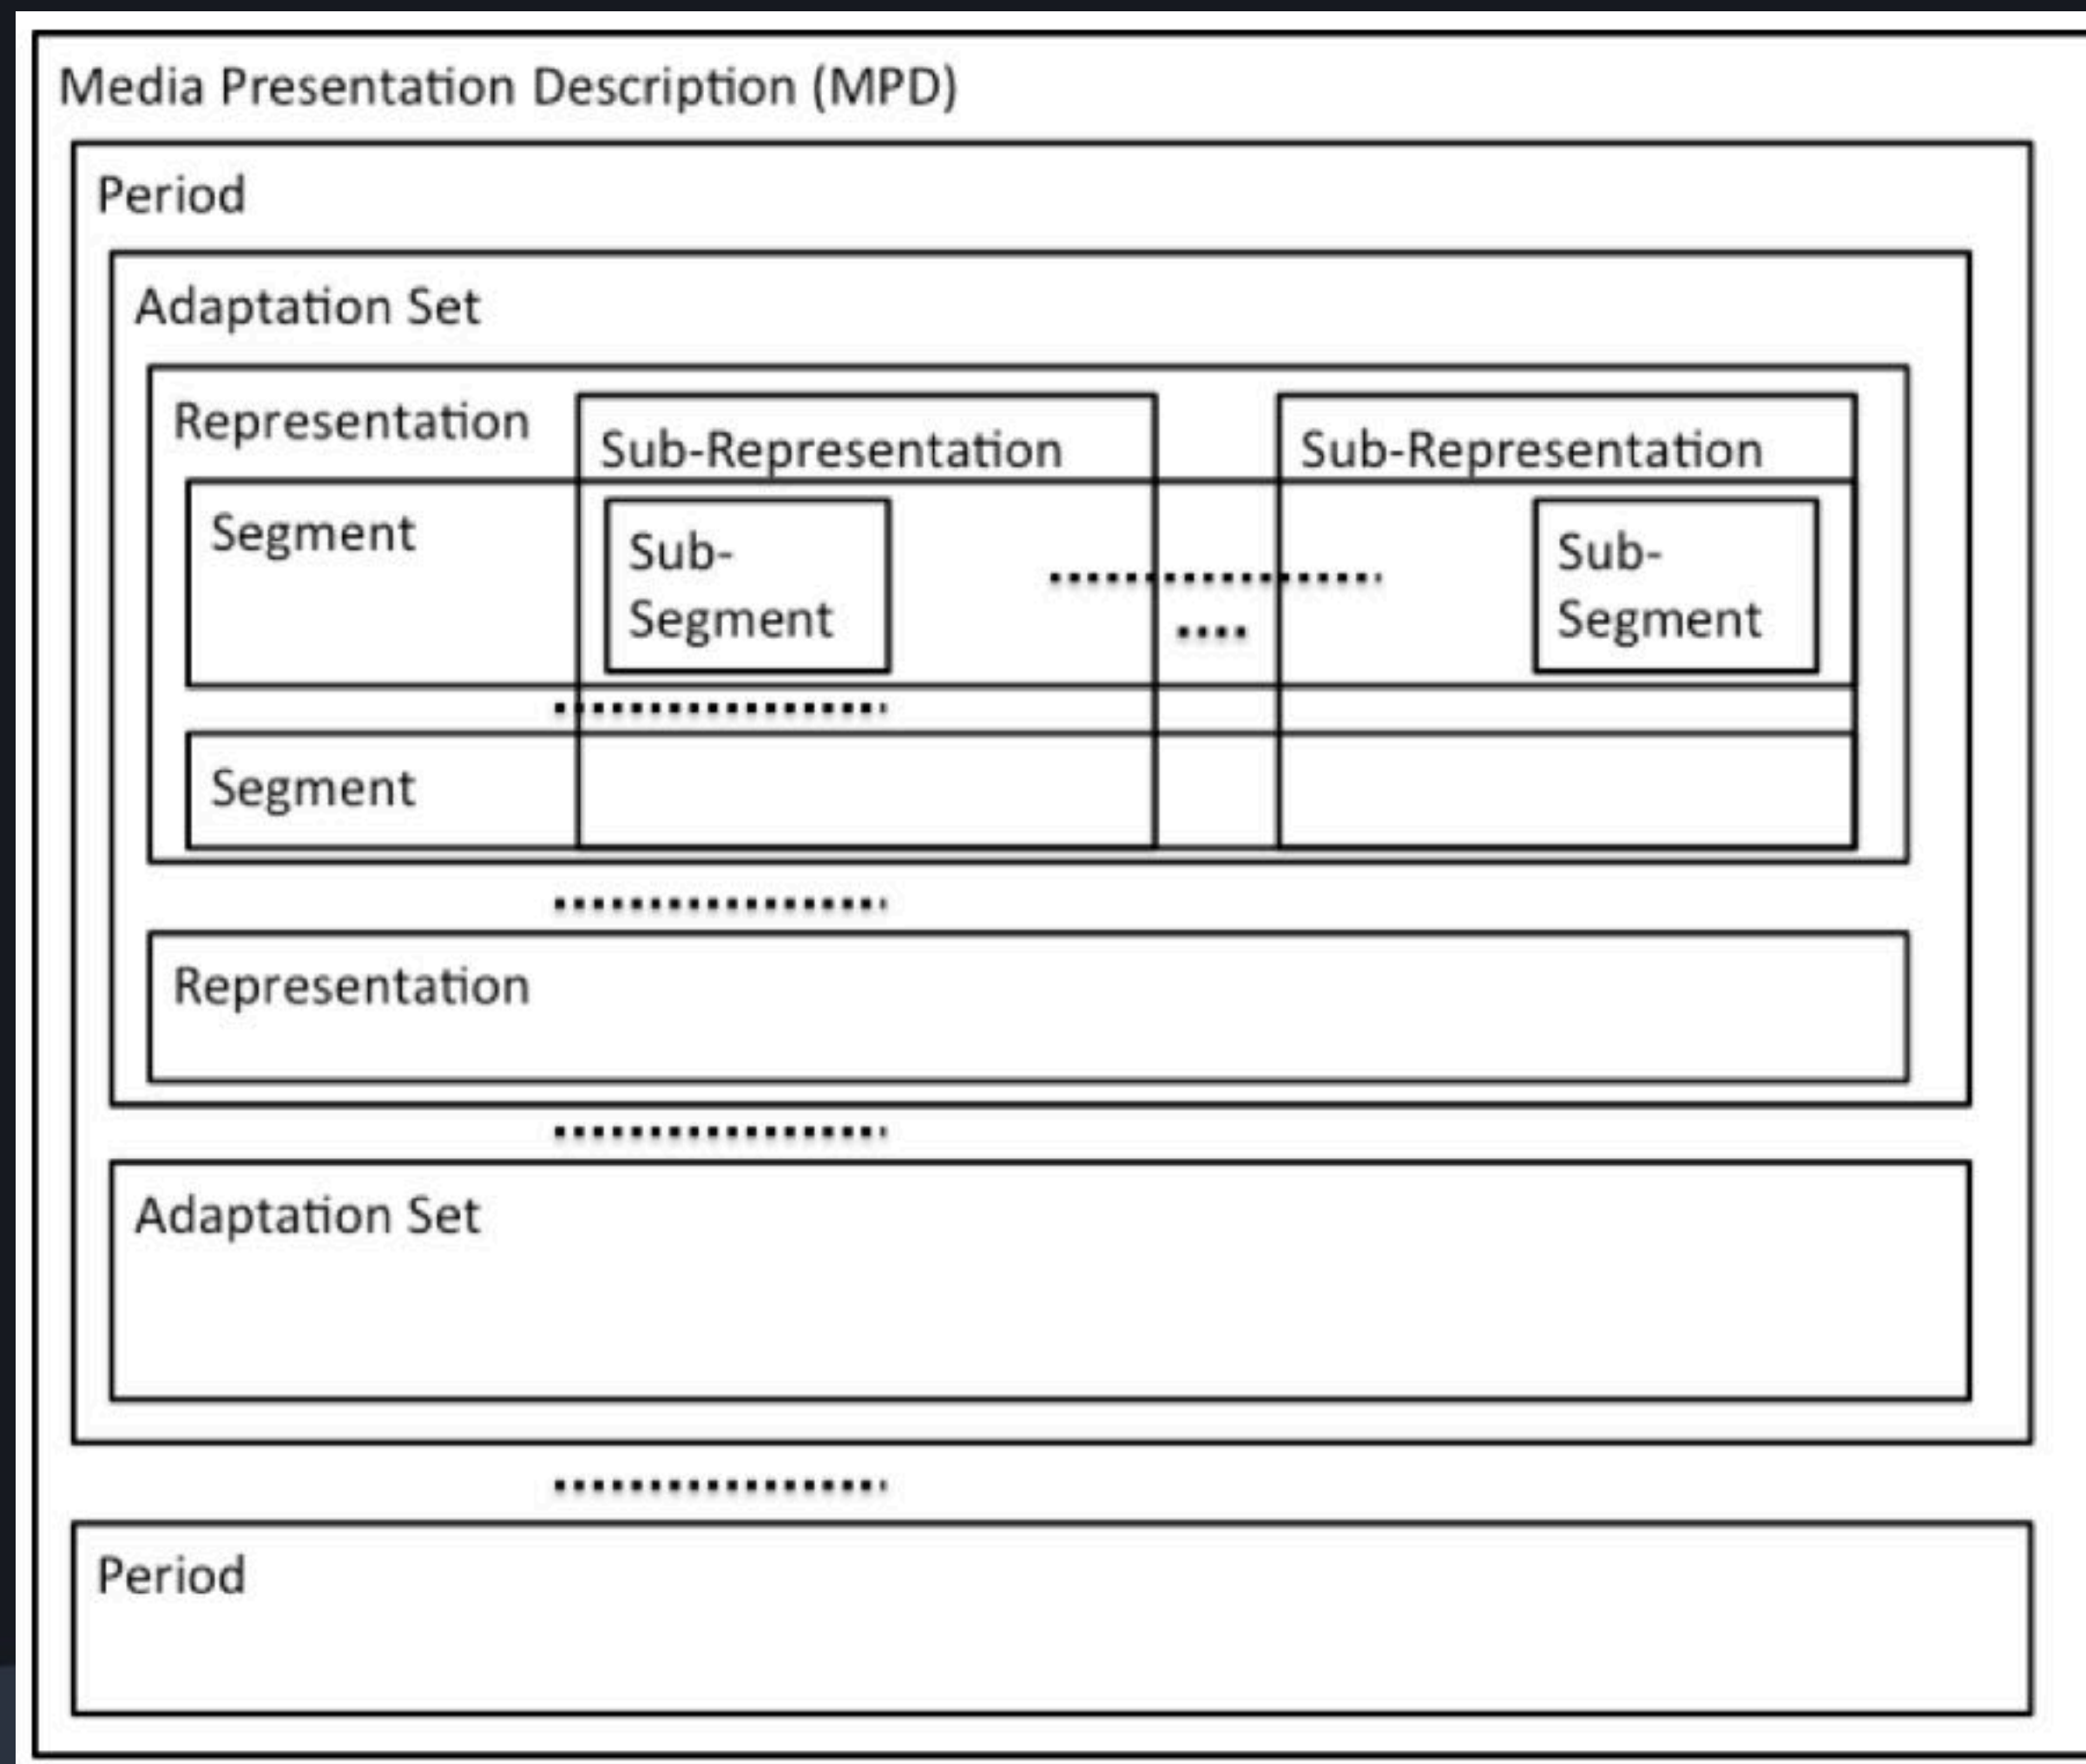 Media Presentation Description (MPD)
Period
Adaptation Set
Representation
Sub-Representation
Sub-Representation
Segment
Sub-
Segment
Sub-
Segment
Segment
Representation
Adaptation Set
Period